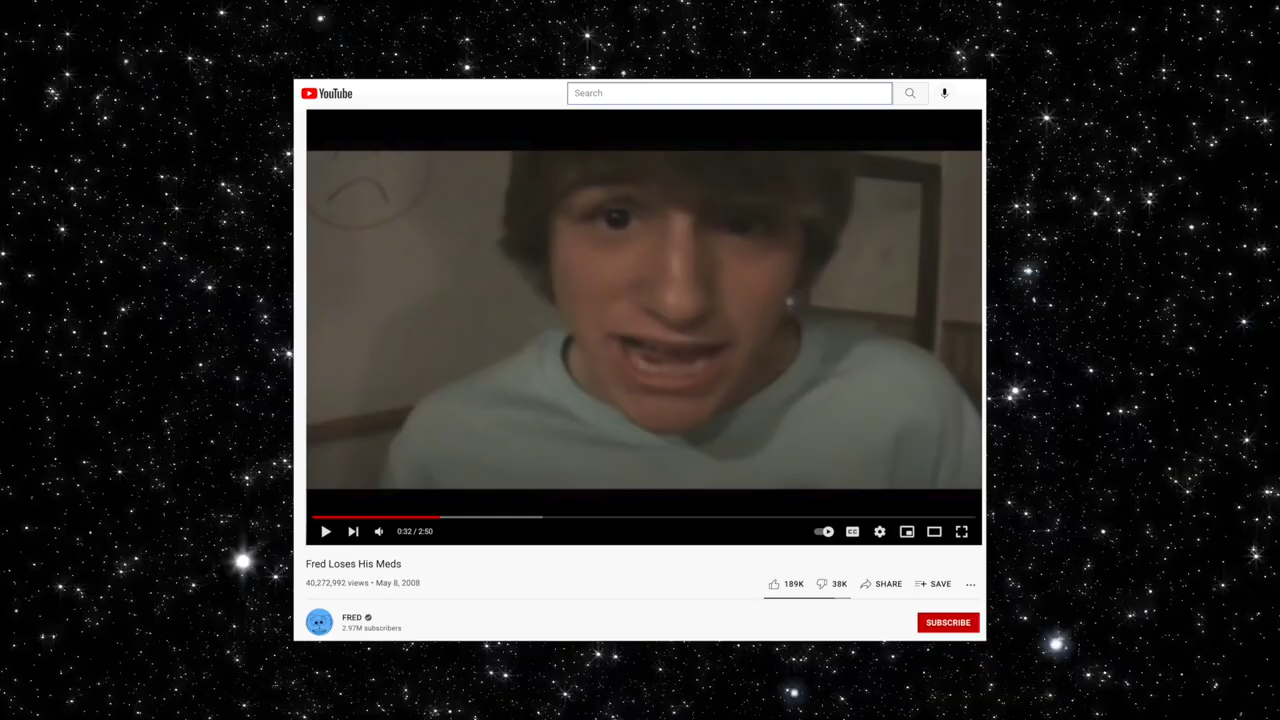 YouTube
Search
0:32 / 2:50
CC
Fred Loses His Meds
40,272,992 views • May 8, 2008
189K
38K
SHARE
SAVE
...
FRED
2.97M subscribers
SUBSCRIBE